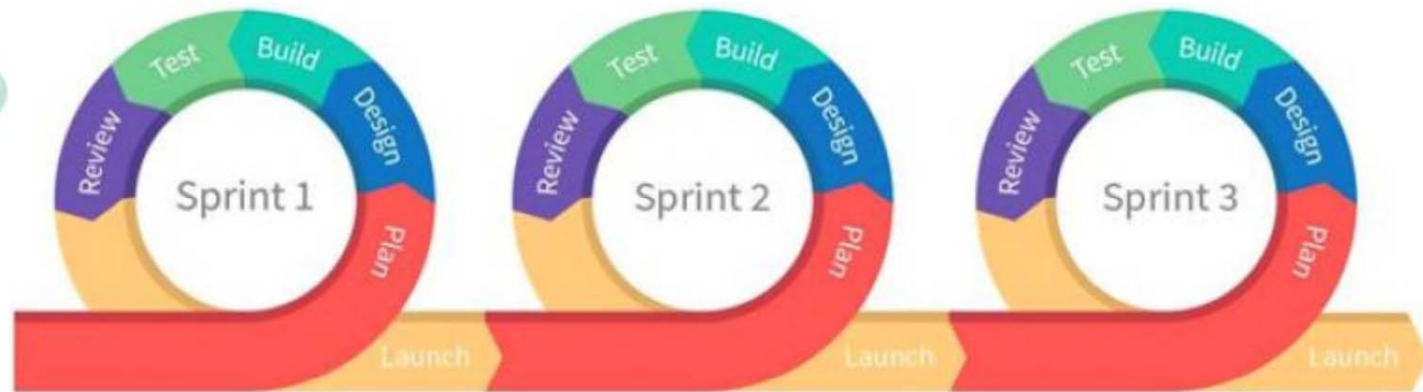 Sprint 1
Plan
Design
Build
Test
Review
Launch
Sprint 2
Plan
Design
Build
Test
Review
Launch
Sprint 3
Plan
Design
Build
Test
Review
Launch